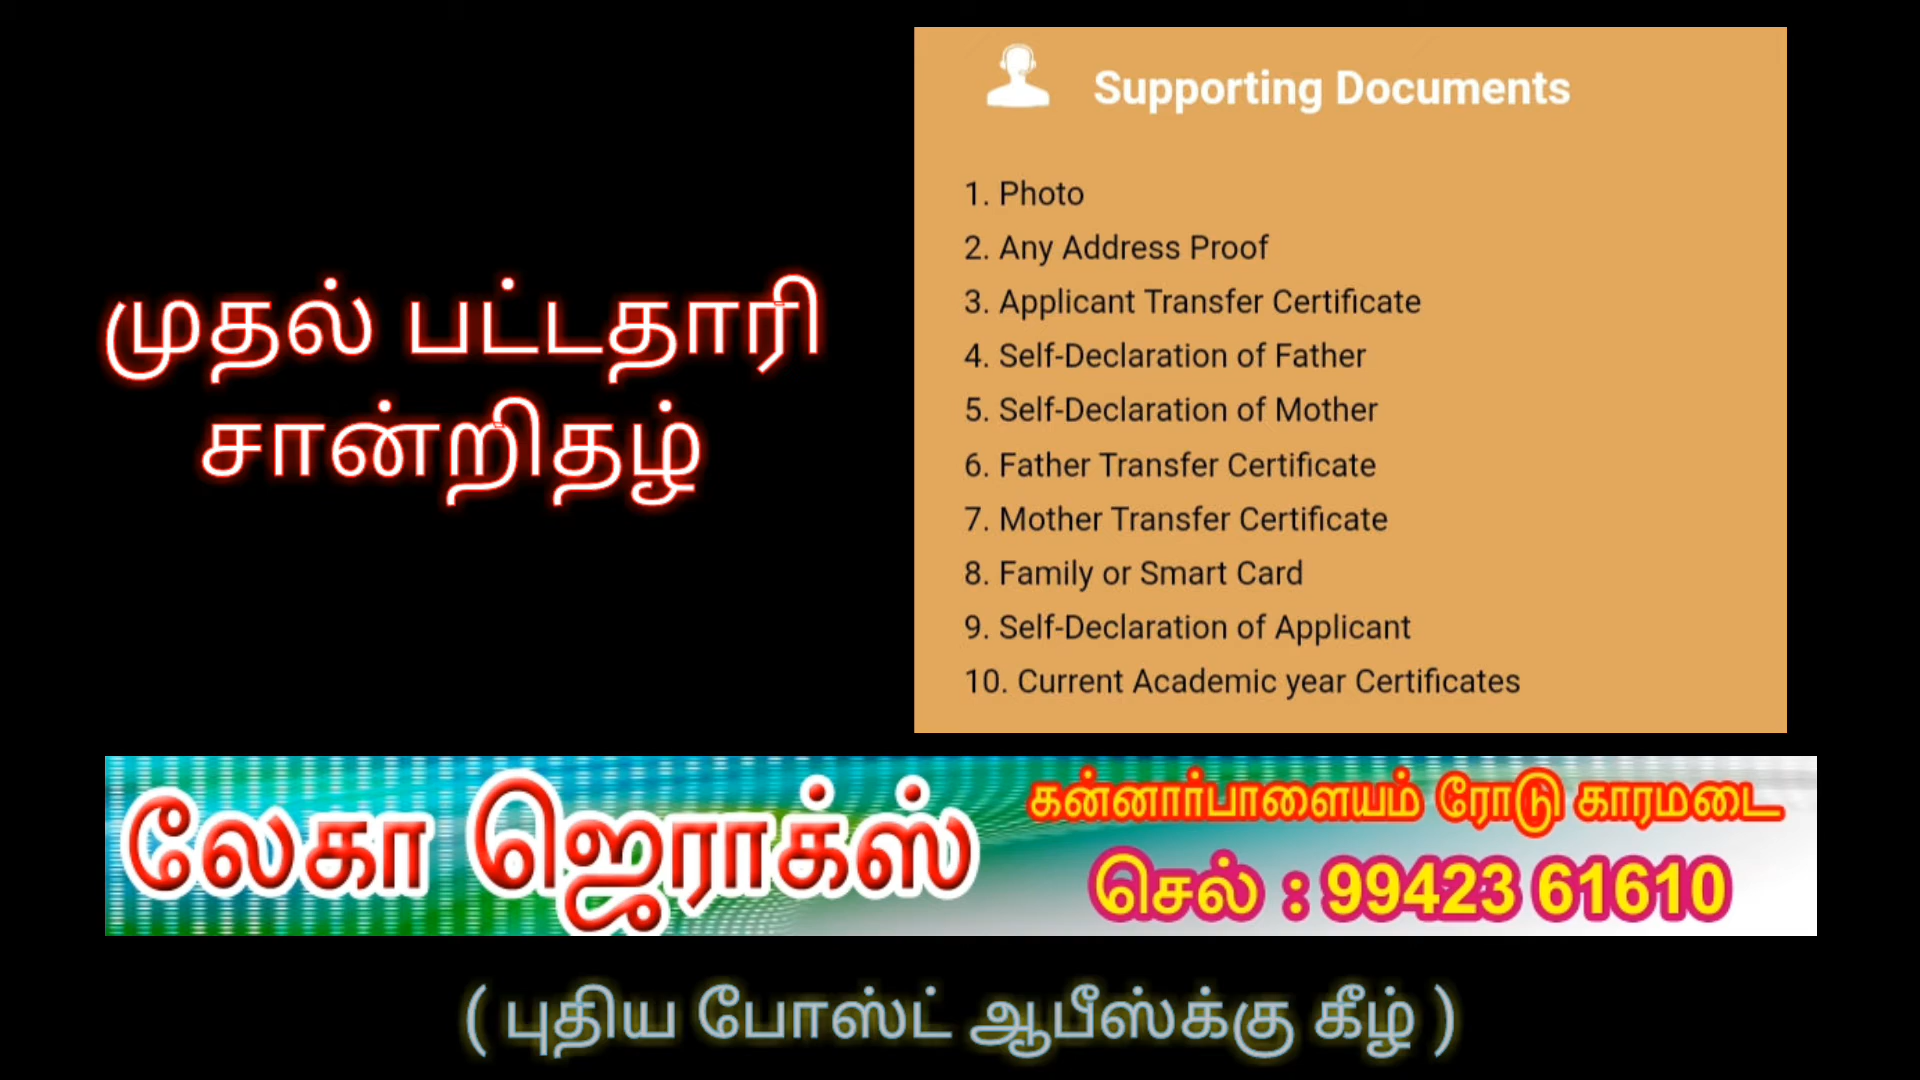 முதல் பட்டதாரி
சான்றிதழ்
Supporting Documents
1. Photo
2. Any Address Proof
3. Applicant Transfer Certificate
4. Self-Declaration of Father
5. Self-Declaration of Mother
6. Father Transfer Certificate
7. Mother Transfer Certificate
8. Family or Smart Card
9. Self-Declaration of Applicant
10. Current Academic year Certificates
லேகா ஜெராக்ஸ்
கன்னார்பாளையம் ரோடு காரமடை
செல் : 99423 61610
( புதிய போஸ்ட் ஆபீஸ்க்கு கீழ் )